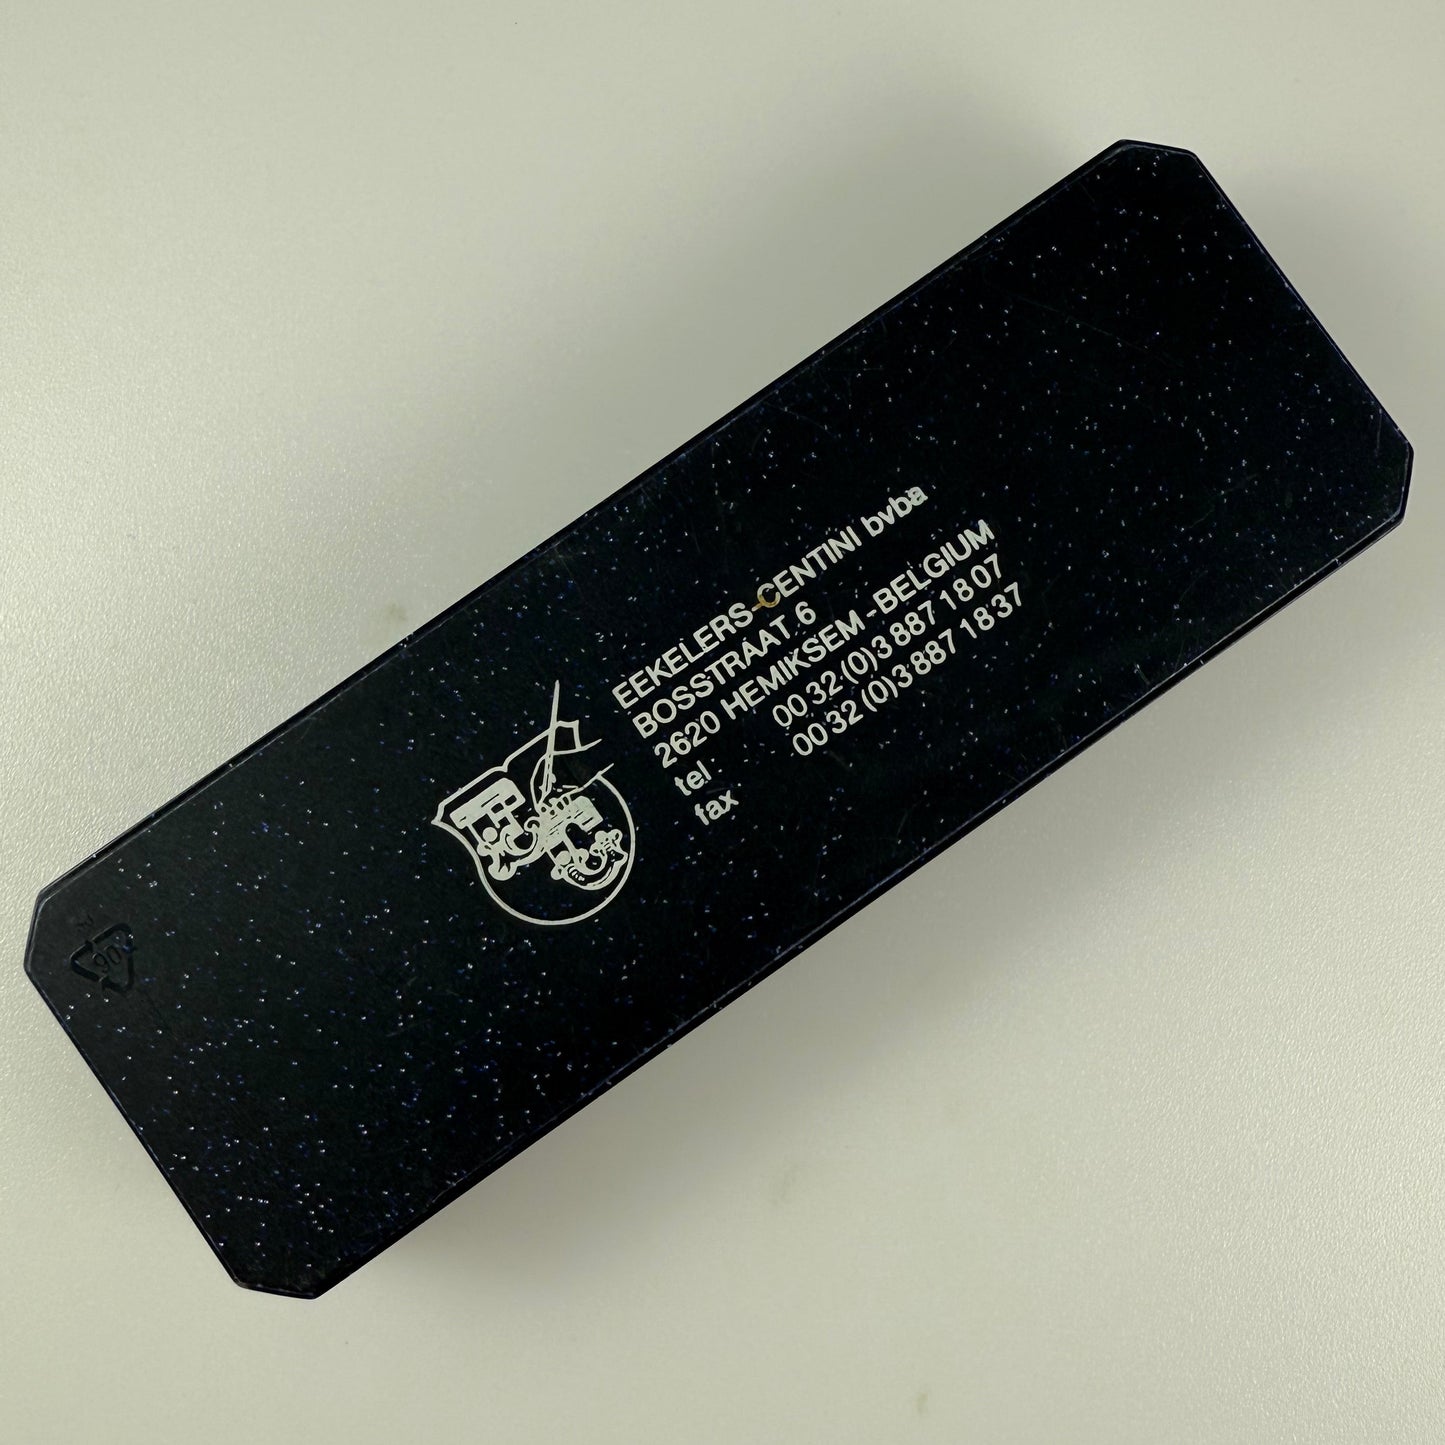 EEKELERS-CENTINI bvba
BOSSTRAAT 6
2620 HEMIKSEM - BELGIUM
tel 00 32 (0)3 887 18 07
fax 00 32 (0)3 887 18 37
EC